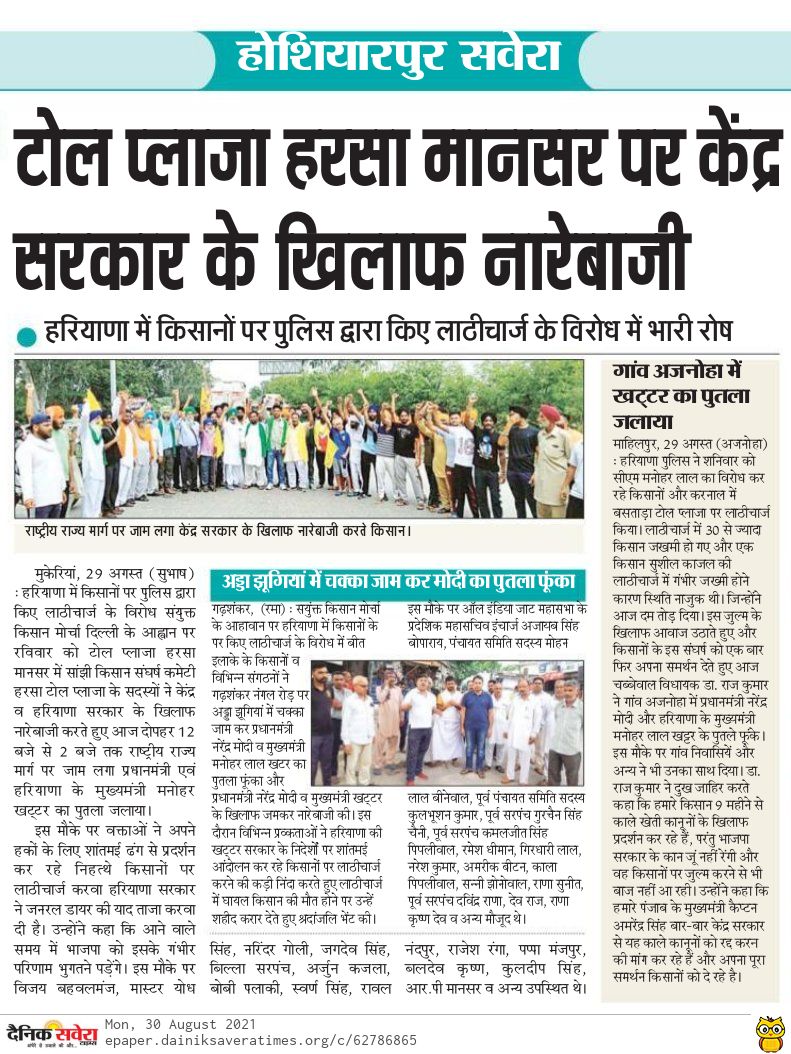 होशियारपुर सवेरा
टोल प्लाजा हरसा मानसर पर केंद्र
सरकार के खिलाफ नारेबाजी
हरियाणा में किसानों पर पुलिस द्वारा किए लाठीचार्ज के विरोध में भारी रोष
राष्ट्रीय राज्य मार्ग पर जाम लगा केंद्र सरकार के खिलाफ नारेबाजी करते किसान।
मुकेरियां, 29 अगस्त (सुभाष)
: हरियाणा में किसानों पर पुलिस द्वारा
किए लाठीचार्ज के विरोध संयुक्त
किसान मोर्चा दिल्ली के आह्वान पर
रविवार को टोल प्लाजा हरसा
मानसर में सांझी किसान संघर्ष कमेटी
हरसा टोल प्लाजा के सदस्यों ने केंद्र
व हरियाणा सरकार के खिलाफ
नारेबाजी करते हुए आज दोपहर 12
बजे से 2 बजे तक राष्ट्रीय राज्य
मार्ग पर जाम लगा प्रधानमंत्री एवं
हरियाणा के मुख्यमंत्री मनोहर
खट्टर का पुतला जलाया।
इस मौके पर वक्ताओं ने अपने
हकों के लिए शांतमई ढंग से प्रदर्शन
कर रहे निहत्थे किसानों पर
लाठीचार्ज करवा हरियाणा सरकार
ने जनरल डायर की याद ताजा करवा
दी है। उन्होंने कहा कि आने वाले
समय में भाजपा को इसके गंभीर
परिणाम भुगतने पड़ेंगे। इस मौके पर
विजय बहवलमंज, मास्टर योध
सिंह, नरिंदर गोली, जगदेव सिंह,
बिल्ला सरपंच, अर्जुन कजला,
बोबी पलाकी, स्वर्ण सिंह, रावल
नंदपुर, राजेश रंगा, पप्पा मंजपुर,
बलदेव कृष्ण, कुलदीप सिंह,
आर.पी मानसर व अन्य उपस्थित थे।
अड्डा झूगियां में चक्का जाम कर मोदी का पुतला फूंका
गढ़शंकर, (रमा) : सयुंक्त किसान मोर्चा
के आहावान पर हरियाणा में किसानों के
पर किए लाठीचार्ज के विरोध में बीत
इलाके के किसानों व
विभिन्न संगठनों ने
गढ़शंकर नंगल रोड़ पर
अड्डा झूगियां में चक्का
जाम कर प्रधानमंत्री
नरेंद्र मोदी व मुख्यमंत्री
मनोहर लाल खटर का
पुतला फूंका और
प्रधानमंत्री नरेंद्र मोदी व मुख्यमंत्री खट्टर
के खिलाफ जमकर नारेबाजी की। इस
दौरान विभिन्न प्रव्कताओं ने हरियाणा की
खट्टर सरकार के निदेर्शों पर शांतमई
आंदोलन कर रहे किसानों पर लाठीचार्ज
करने की कड़ी निंदा करते हुए लाठीचार्ज
में घायल किसान की मौत होने पर उन्हें
शहीद करार देते हुए श्रदांजलि भेंट की।
इस मौके पर ऑल इंडिया जाट महासभा के
प्रदेशिक महासचिव इंचार्ज अजायब सिंह
बोपाराय, पंचायत समिति सदस्य मोहन
लाल बीनेवाल, पूर्व पंचायत समिति सदस्य
कुलभूशन कुमार, पूर्व सरपंच गुरचैन सिंह
चैनी, पूर्व सरपंच कमलजीत सिंह
पिपलीवाल, रमेश धीमान, गिरधारी लाल,
नरेश कुमार, अमरीक बीटन, काला
पिपलीवाल, सन्नी झोनोवाल, राणा सुनीत,
पूर्व सरपंच दविंद्र राणा, देव राज, राणा
कृष्ण देव व अन्य मौजूद थे।
गांव अजनोहा में
खट्टर का पुतला
जलाया
माहिलपुर, 29 अगस्त (अजनोहा)
: हरियाणा पुलिस ने शनिवार को
सीएम मनोहर लाल का विरोध कर
रहे किसानों और करनाल में
बसताड़ा टोल प्लाजा पर लाठीचार्ज
किया। लाठीचार्ज में 30 से ज्यादा
किसान जखमी हो गए और एक
किसान सुशील काजल की
लाठीचार्ज में गंभीर जख्मी होने
कारण स्थिति नाजुक थी। जिन्होंने
आज दम तोड़ दिया। इस जुल्म के
खिलाफ आवाज उठाते हुए और
किसानों के इस संघर्ष को एक बार
फिर अपना समर्थन देते हुए आज
चब्बेवाल विधायक डा. राज कुमार
ने गांव अजनोहा में प्रधानमंत्री नरेंद्र
मोदी और हरियाणा के मुख्यमंत्री
मनोहर लाल खट्टर के पुतले फूंके।
इस मौके पर गांव निवासियें और
अन्य ने भी उनका साथ दिया। डा.
राज कुमार ने दुख जाहिर करते
कहा कि हमारे किसान 9 महीने से
काले खेती कानूनों के खिलाफ
प्रदर्शन कर रहे हैं, परंतु भाजपा
सरकार के कान जूं नहीं रेंगी और
वह किसानों पर जुल्म करने से भी
बाज नहीं आ रही। उन्होंने कहा कि
हमारे पंजाब के मुख्यमंत्री कैप्टन
अमरेंद्र सिंह बार-बार केंद्र सरकार
से यह काले कानूनों को रद्द करन
की मांग कर रहे हैं और अपना पूरा
समर्थन किसानों को दे रहे है।
दैनिक सवेरा
टाइम्स
Mon, 30 August 2021
epaper.dainiksaveratimes.org/c/62786865